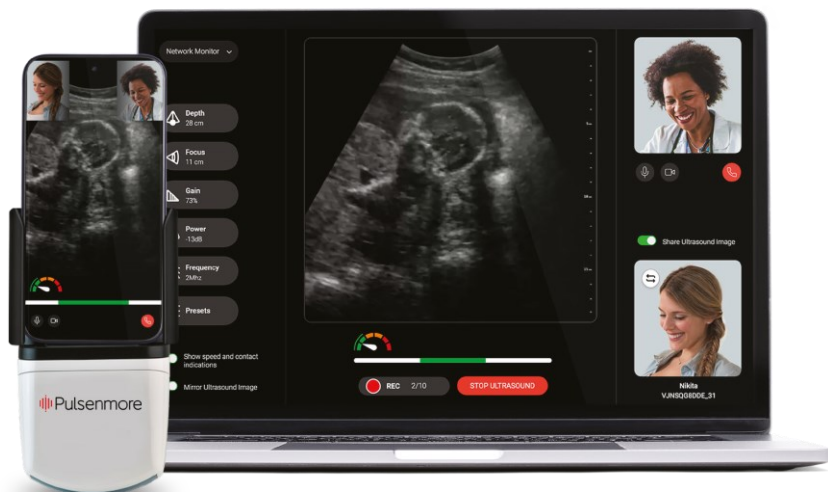 Network Monitor
Depth
28 cm
Focus
11 cm
Gain
73%
Power
-13dB
Frequency
2Mhz
Presets
Show speed and contact
indications
Mirror Ultrasound Image
REC 2/10
STOP ULTRASOUND
Share Ultrasound image
Nikita
VJNSQG8DDE_31
Pulsenmore